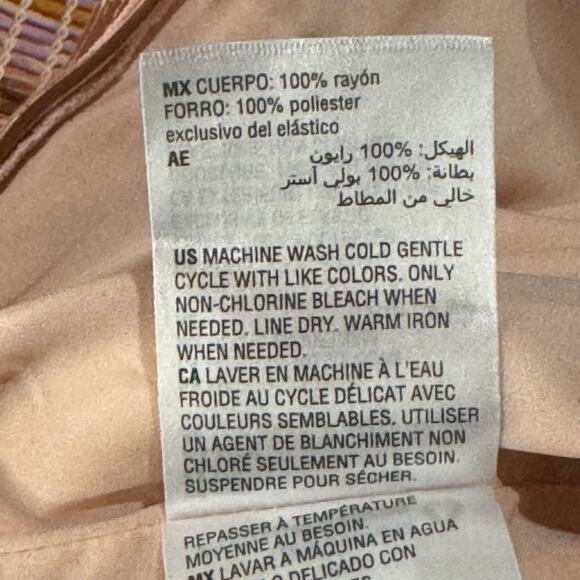 MX CUERPO: 100% rayón
FORRO: 100% poliester
exclusivo del elástico
AE
الهيكل: 100% رايون
بطانة: 100% بولي أستر
خالي من المطاط
US MACHINE WASH COLD GENTLE
CYCLE WITH LIKE COLORS. ONLY
NON-CHLORINE BLEACH WHEN
NEEDED. LINE DRY. WARM IRON
WHEN NEEDED.
CA LAVER EN MACHINE À L'EAU
FROIDE AU CYCLE DÉLICAT AVEC
COULEURS SEMBLABLES. UTILISER
UN AGENT DE BLANCHIMENT NON
CHLORÉ SEULEMENT AU BESOIN.
SUSPENDRE POUR SÉCHER.
REPASSER À TEMPÉRATURE
MOYENNE AU BESOIN.
MX LAVAR A MÁQUINA EN AGUA
DELICADO CON